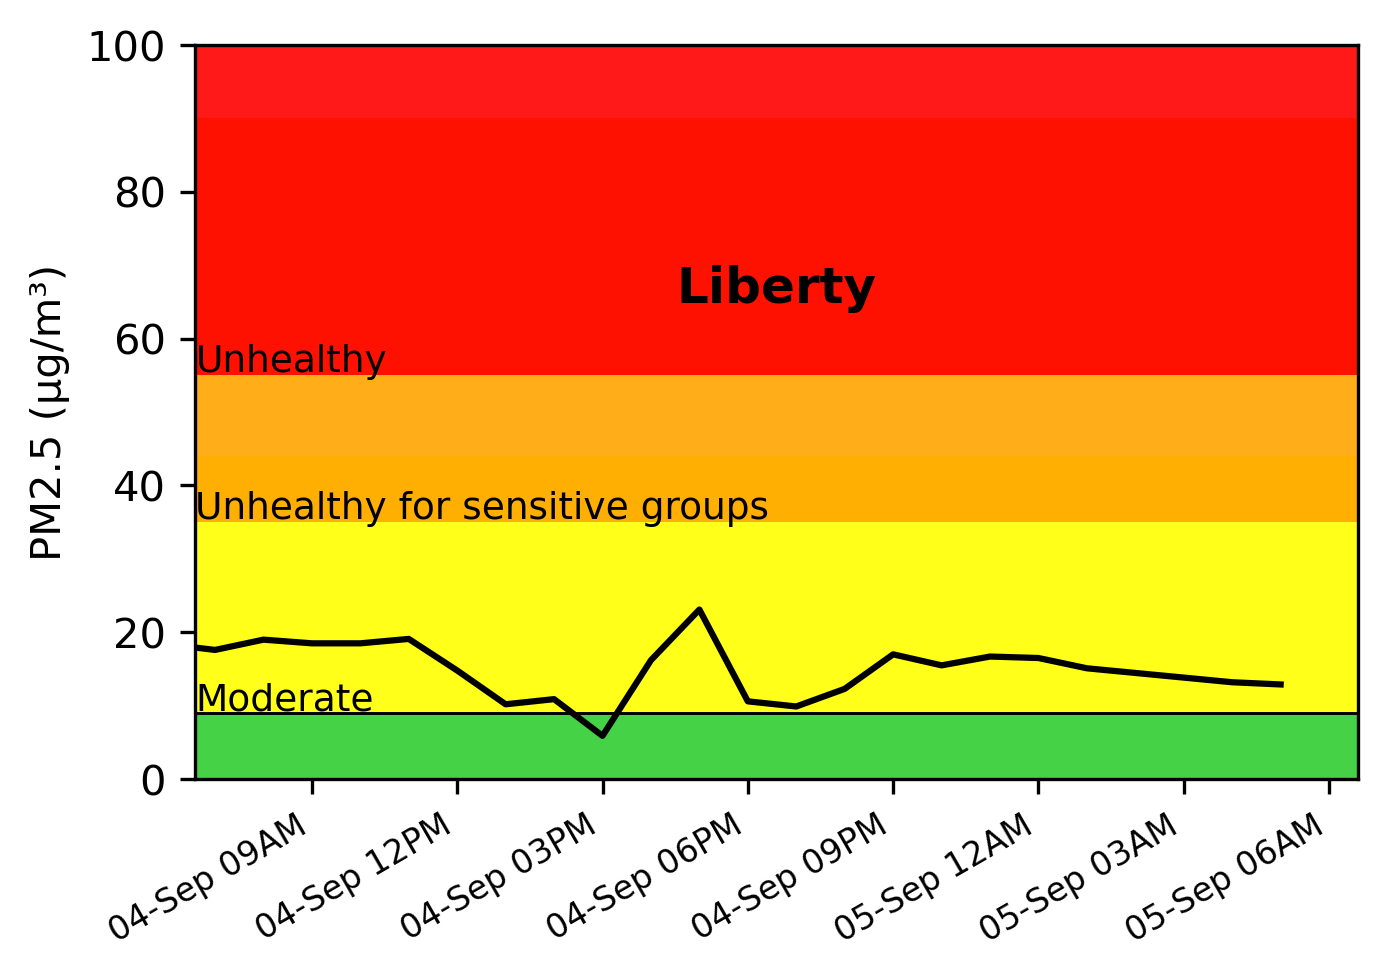 100
80
60
40
20
0
PM2.5 (µg/m³)
Liberty
Unhealthy
Unhealthy for sensitive groups
Moderate
04-Sep 09AM
04-Sep 12PM
04-Sep 03PM
04-Sep 06PM
04-Sep 09PM
05-Sep 12AM
05-Sep 03AM
05-Sep 06AM